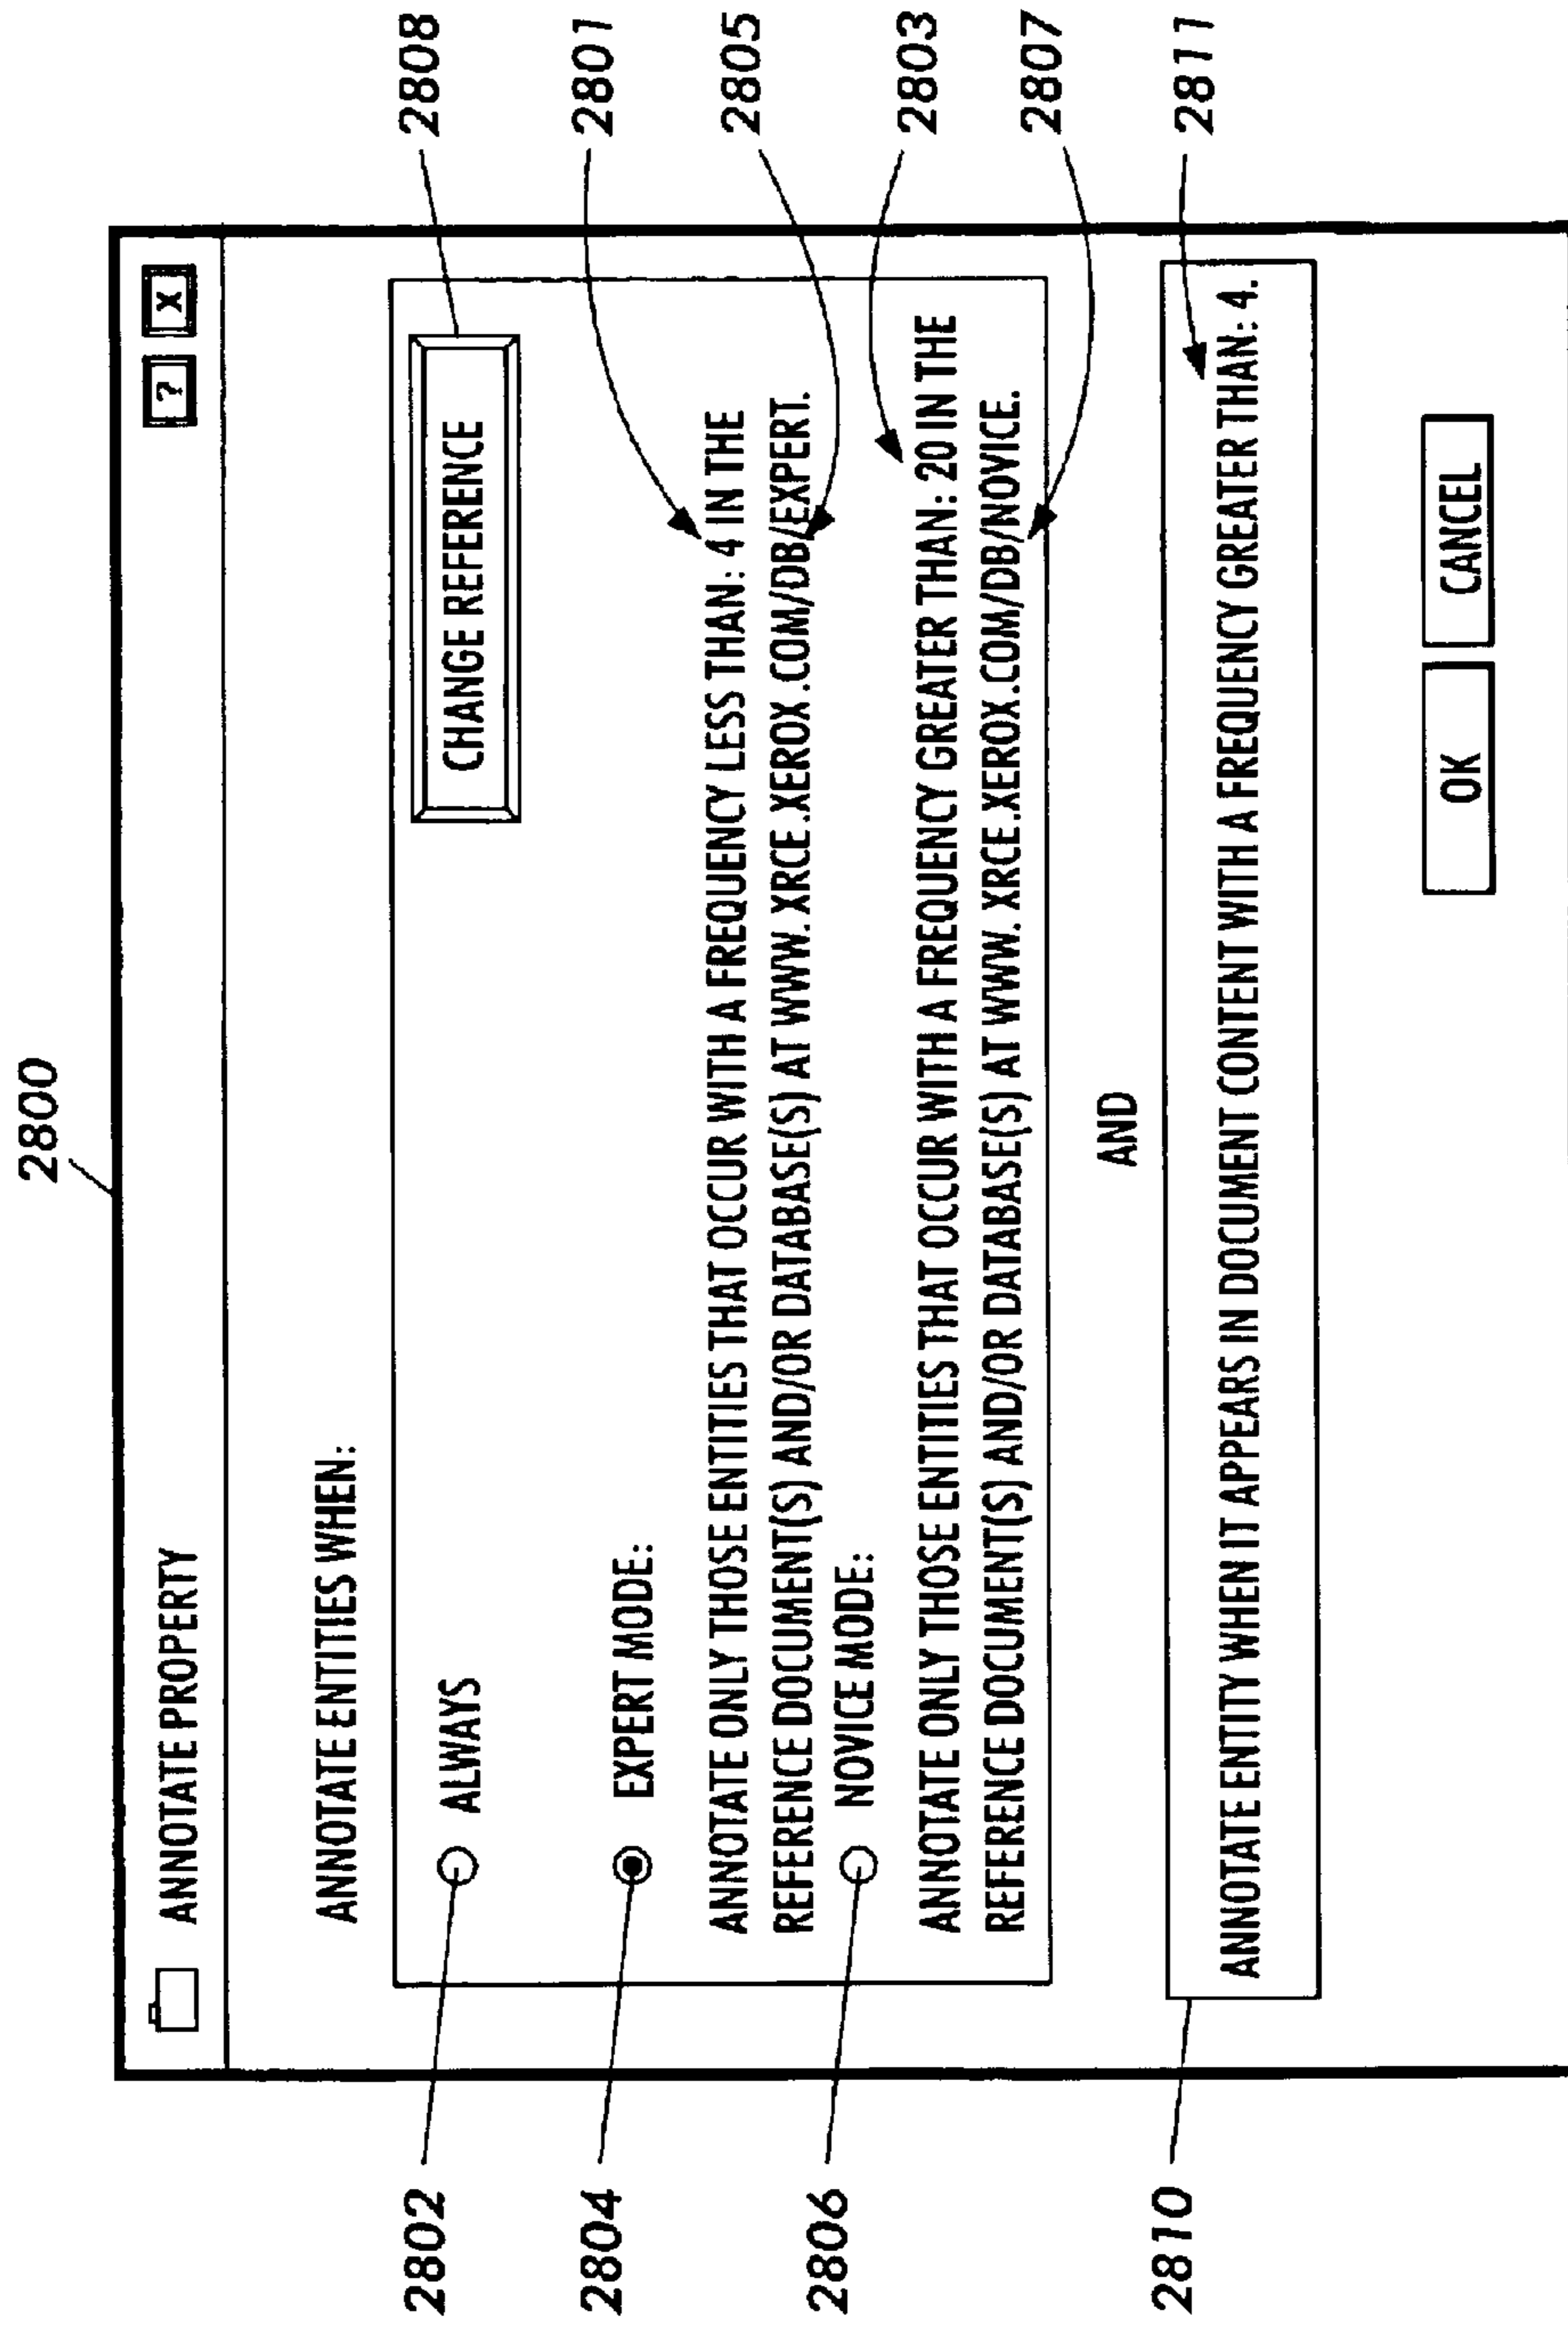 2800
ANNOTATE PROPERTY
? X
ANNOTATE ENTITIES WHEN:
2802
ALWAYS
CHANGE REFERENCE
2808
2804
EXPERT MODE:
2801
ANNOTATE ONLY THOSE ENTITIES THAT OCCUR WITH A FREQUENCY LESS THAN: 4 IN THE
REFERENCE DOCUMENT(S) AND/OR DATABASE(S) AT WWW. XRCE.XEROX.COM/DB/EXPERT.
2805
2806
NOVICE MODE:
2803
ANNOTATE ONLY THOSE ENTITIES THAT OCCUR WITH A FREQUENCY GREATER THAN: 20 IN THE
REFERENCE DOCUMENT(S) AND/OR DATABASE(S) AT WWW. XRCE.XEROX.COM/DB/NOVICE.
2807
AND
2810
2811
ANNOTATE ENTITY WHEN IT APPEARS IN DOCUMENT CONTENT WITH A FREQUENCY GREATER THAN: 4.
OK
CANCEL